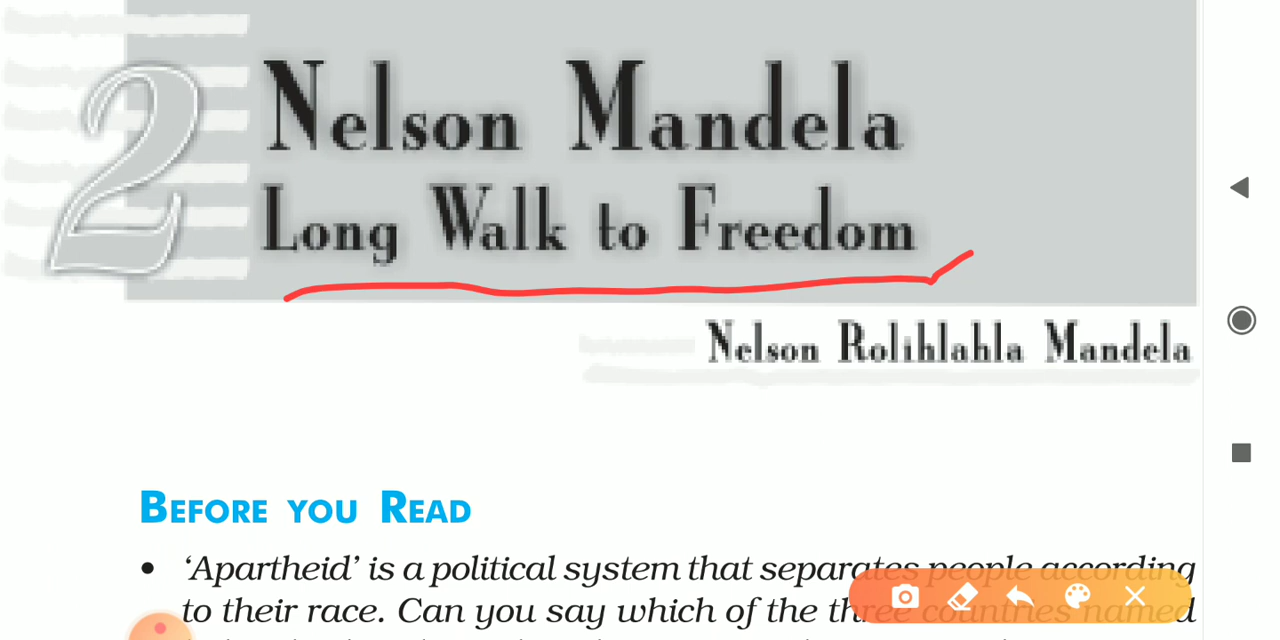 2
Nelson Mandela
Long Walk to Freedom
Nelson Rolihlahla Mandela
BEFORE YOU READ
• ‘Apartheid’ is a political system that separates people according
to their race. Can you say which of the three countries named